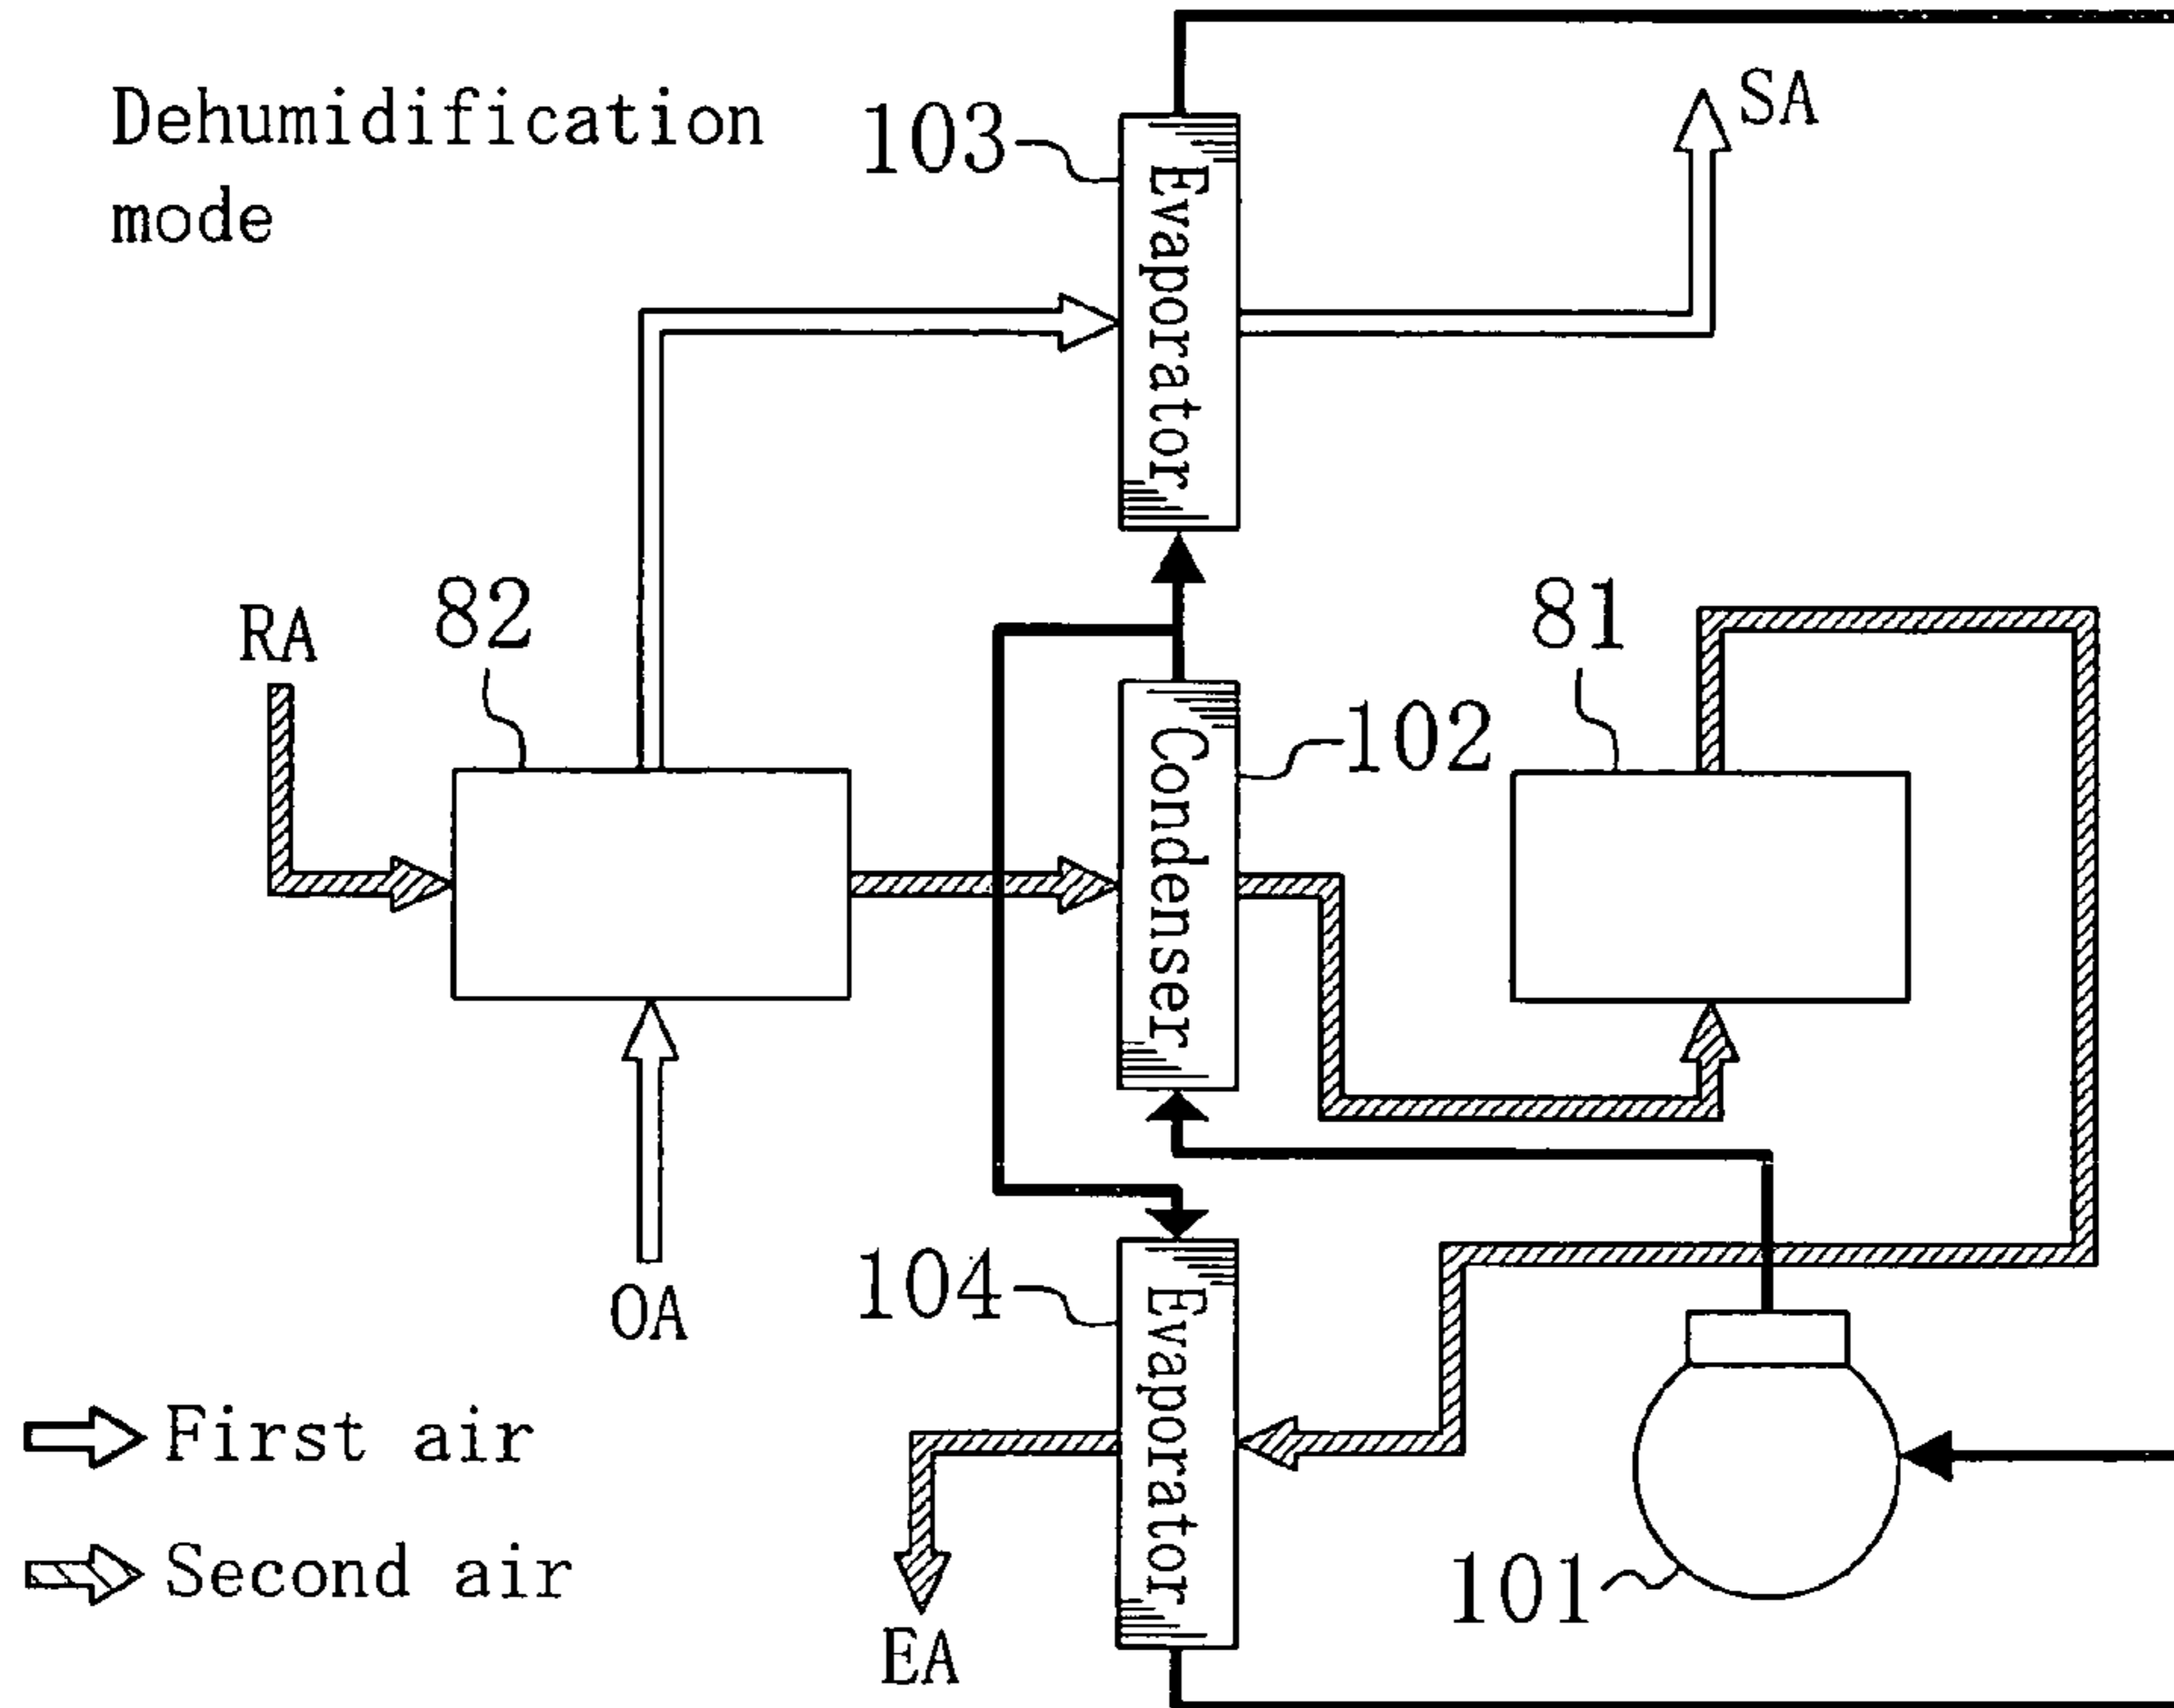 Dehumidification
mode
103
SA
Evaporator
RA
82
81
102
Condenser
104
OA
Evaporator
First air
Second air
101
EA